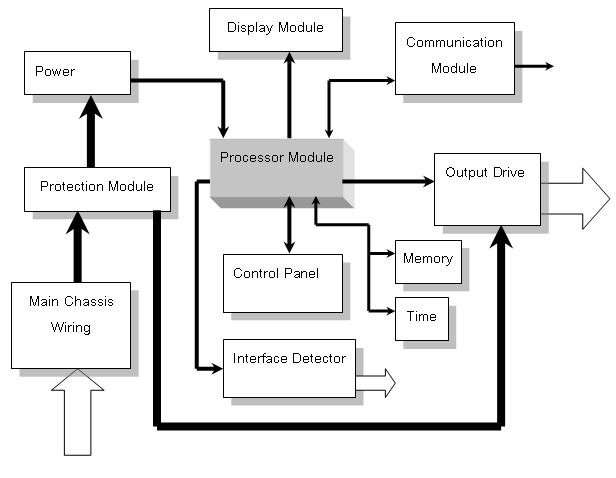 Display Module
Communication
Module
Power
Processor Module
Output Drive
Protection Module
Memory
Control Panel
Main Chassis
Wiring
Time
Interface Detector